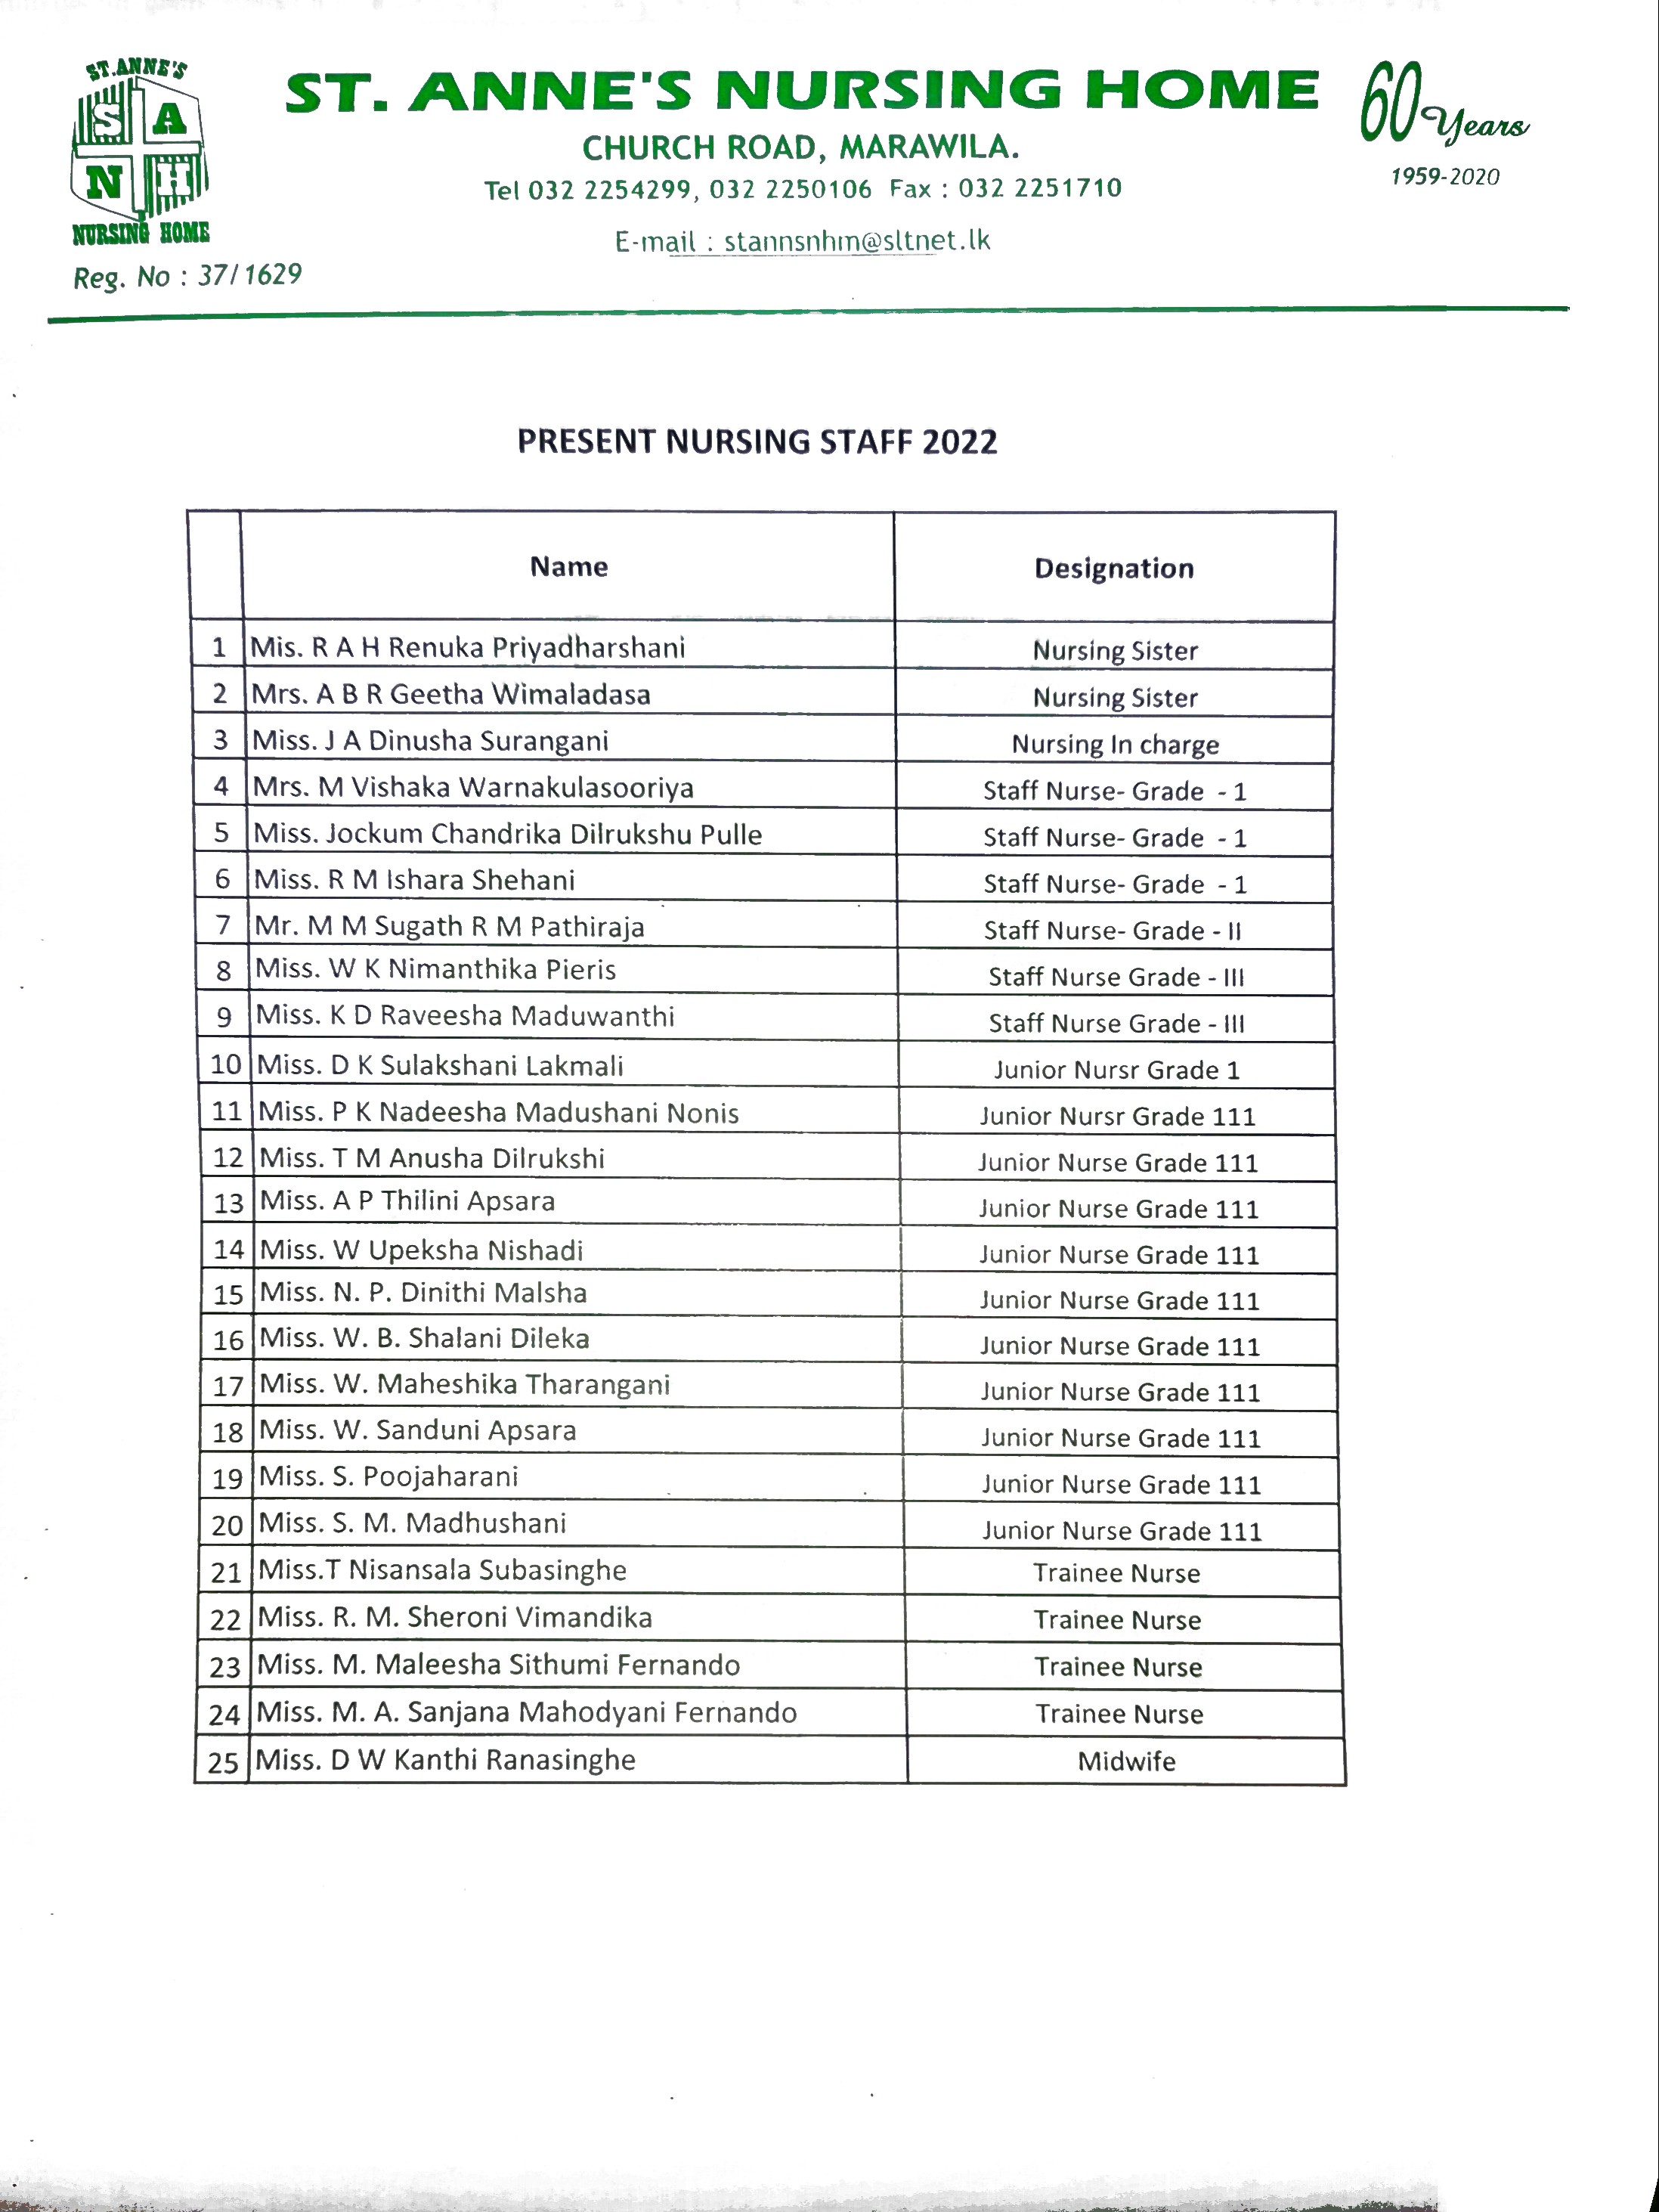 ST.ANNE'S
S A
N H
NURSING HOME
Reg. No : 37/1629
ST. ANNE'S NURSING HOME
CHURCH ROAD, MARAWILA.
Tel 032 2254299, 032 2250106 Fax : 032 2251710
E-mail : stannsnhm@sltnet.lk
60 Years
1959-2020
PRESENT NURSING STAFF 2022
Name Designation
1 Mis. R A H Renuka Priyadharshani Nursing Sister
2 Mrs. A B R Geetha Wimaladasa Nursing Sister
3 Miss. J A Dinusha Surangani Nursing In charge
4 Mrs. M Vishaka Warnakulasooriya Staff Nurse- Grade - 1
5 Miss. Jockum Chandrika Dilrukshu Pulle Staff Nurse- Grade - 1
6 Miss. R M Ishara Shehani Staff Nurse- Grade - 1
7 Mr. M M Sugath R M Pathiraja Staff Nurse- Grade - II
8 Miss. W K Nimanthika Pieris Staff Nurse Grade - III
9 Miss. K D Raveesha Maduwanthi Staff Nurse Grade - III
10 Miss. D K Sulakshani Lakmali Junior Nursr Grade 1
11 Miss. P K Nadeesha Madushani Nonis Junior Nursr Grade 111
12 Miss. T M Anusha Dilrukshi Junior Nurse Grade 111
13 Miss. A P Thilini Apsara Junior Nurse Grade 111
14 Miss. W Upeksha Nishadi Junior Nurse Grade 111
15 Miss. N. P. Dinithi Malsha Junior Nurse Grade 111
16 Miss. W. B. Shalani Dileka Junior Nurse Grade 111
17 Miss. W. Maheshika Tharangani Junior Nurse Grade 111
18 Miss. W. Sanduni Apsara Junior Nurse Grade 111
19 Miss. S. Poojaharani Junior Nurse Grade 111
20 Miss. S. M. Madhushani Junior Nurse Grade 111
21 Miss.T Nisansala Subasinghe Trainee Nurse
22 Miss. R. M. Sheroni Vimandika Trainee Nurse
23 Miss. M. Maleesha Sithumi Fernando Trainee Nurse
24 Miss. M. A. Sanjana Mahodyani Fernando Trainee Nurse
25 Miss. D W Kanthi Ranasinghe Midwife